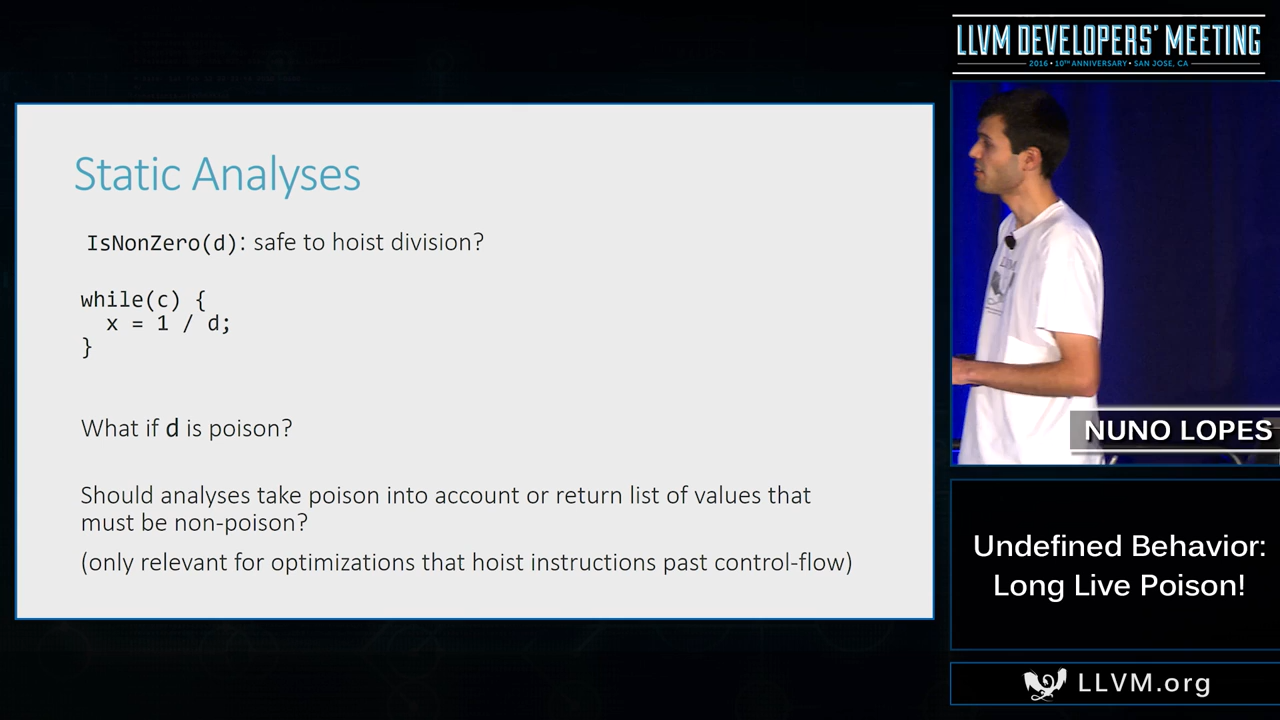 LLVM DEVELOPERS' MEETING
2016 • 10TH ANNIVERSARY • SAN JOSE, CA
Static Analyses
IsNonZero(d): safe to hoist division?
while(c) {
  x = 1 / d;
}
What if d is poison?
Should analyses take poison into account or return list of values that
must be non-poison?
(only relevant for optimizations that hoist instructions past control-flow)
LLVM
NUNO LOPES
Undefined Behavior:
Long Live Poison!
LLVM.org